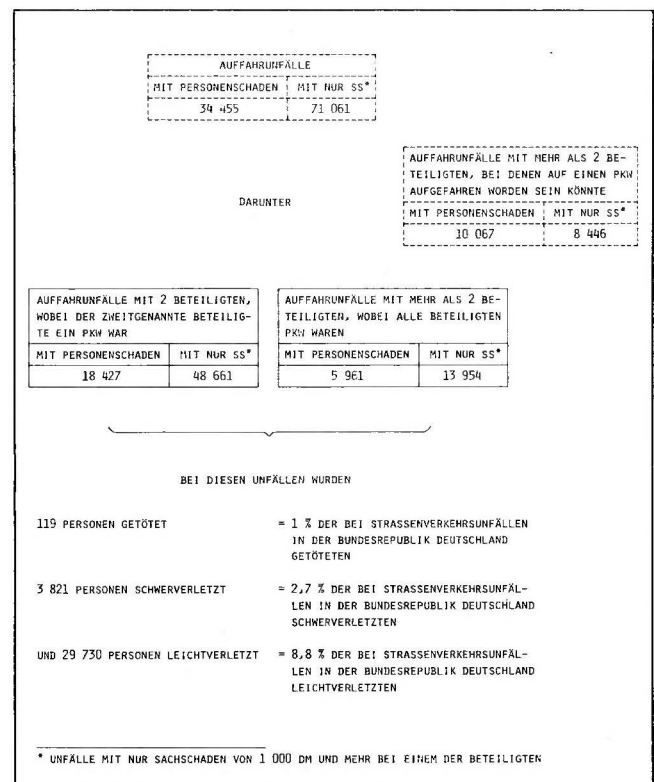 AUFFAHRUNFÄLLE
MIT PERSONENSCHADEN MIT NUR SS*
34 455 71 061
AUFFAHRUNFÄLLE MIT MEHR ALS 2 BE-
TEILIGTEN, BEI DENEN AUF EINEN PKW
AUFGEFAHREN WORDEN SEIN KÖNNTE
MIT PERSONENSCHADEN MIT NUR SS*
10 067 8 446
DARUNTER
AUFFAHRUNFÄLLE MIT 2 BETEILIGTEN,
WOBEI DER ZWEITGENANNTE BETEILIG-
TE EIN PKW WAR
MIT PERSONENSCHADEN MIT NUR SS*
18 427 48 661
AUFFAHRUNFÄLLE MIT MEHR ALS 2 BE-
TEILIGTEN, WOBEI ALLE BETEILIGTEN
PKW WAREN
MIT PERSONENSCHADEN MIT NUR SS*
5 961 13 954
BEI DIESEN UNFÄLLEN WURDEN
119 PERSONEN GETÖTET = 1 % DER BEI STRASSENVERKEHRSUNFÄLLEN
IN DER BUNDESREPUBLIK DEUTSCHLAND
GETÖTETEN
3 821 PERSONEN SCHWERVERLETZT = 2,7 % DER BEI STRASSENVERKEHRSUNFÄL-
LEN IN DER BUNDESREPUBLIK DEUTSCHLAND
SCHWERVERLETZTEN
UND 29 730 PERSONEN LEICHTVERLETZT = 8,8 % DER BEI STRASSENVERKEHRSUNFÄL-
LEN IN DER BUNDESREPUBLIK DEUTSCHLAND
LEICHTVERLETZTEN
* UNFÄLLE MIT NUR SACHSCHADEN VON 1 000 DM UND MEHR BEI EINEM DER BETEILIGTEN